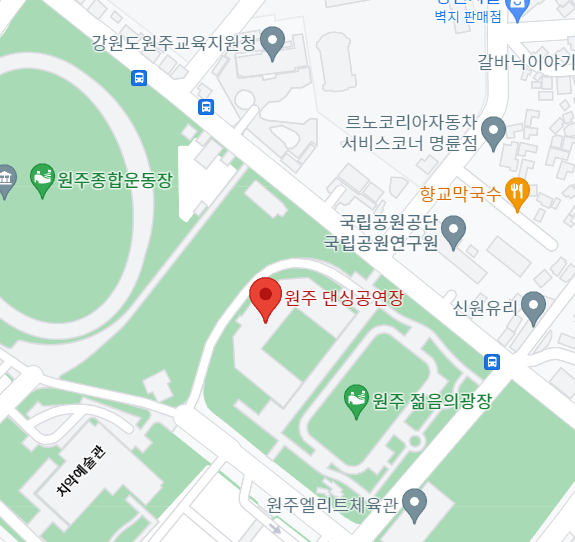 벽지 판매점
강원도원주교육지원청
갈바닉이야기
르노코리아자동차
서비스코너 명륜점
원주종합운동장
향교막국수
국립공원공단
국립공원연구원
원주 댄싱공연장
신원유리
원주 젊음의광장
치악예술관
원주엘리트체육관